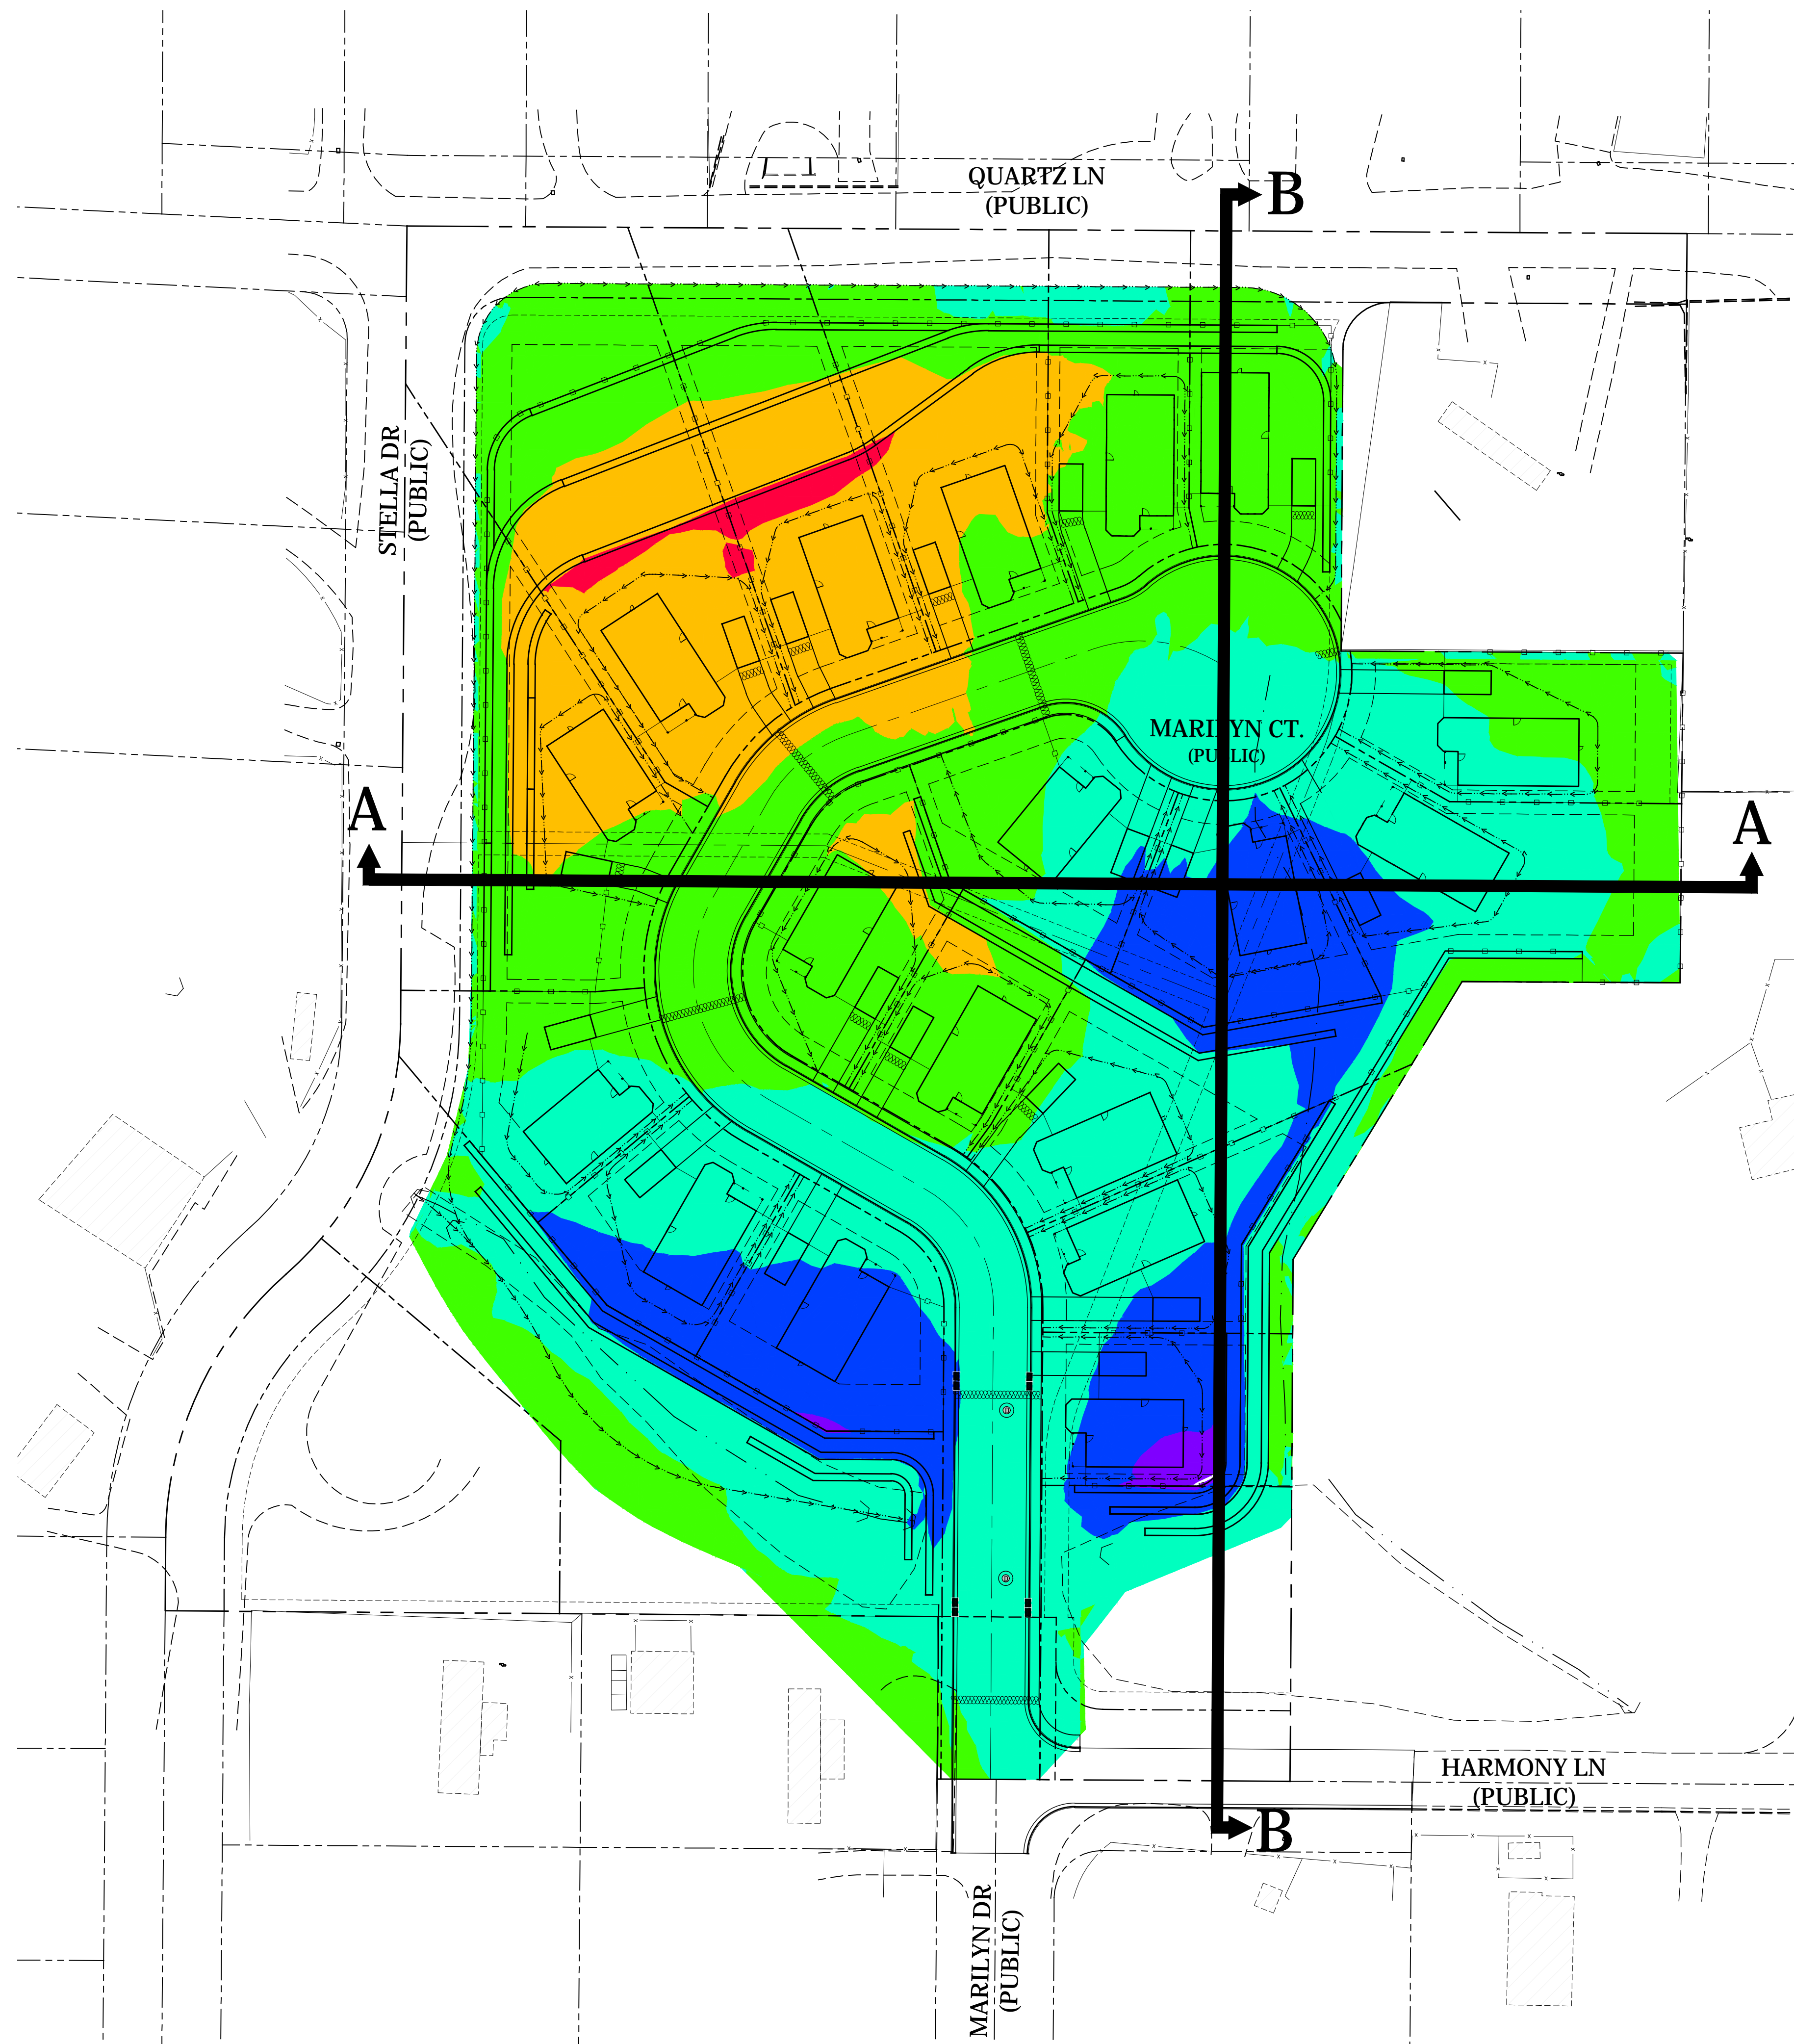 QUARTZ LN
(PUBLIC)
B
STELLA DR
(PUBLIC)
MARILYN CT.
(PUBLIC)
A
A
HARMONY LN
(PUBLIC)
B
MARILYN DR
(PUBLIC)